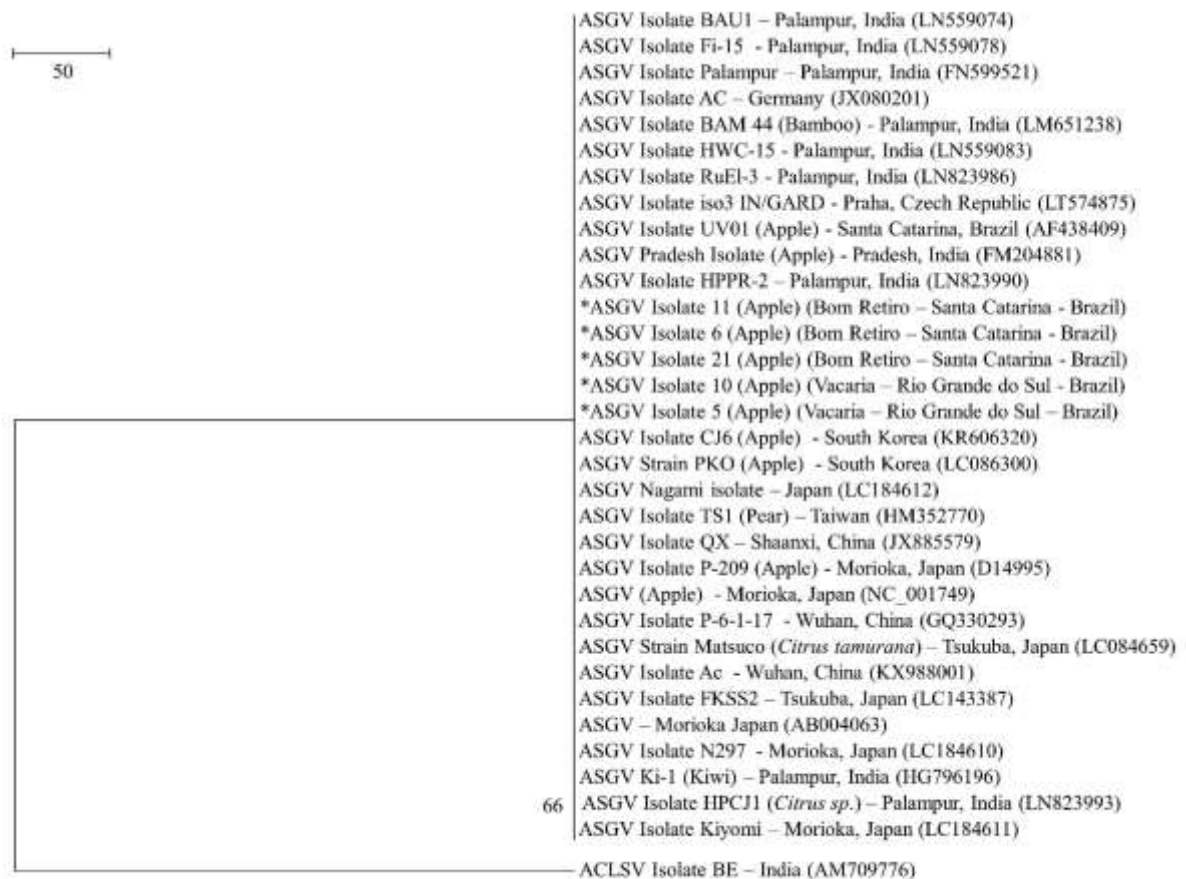 ASGV Isolate BAU1 – Palampur, India (LN559074)
50
ASGV Isolate Fi-15 - Palampur, India (LN559078)
ASGV Isolate Palampur – Palampur, India (FN599521)
ASGV Isolate AC – Germany (JX080201)
ASGV Isolate BAM 44 (Bamboo) - Palampur, India (LM651238)
ASGV Isolate HWC-15 - Palampur, India (LN559083)
ASGV Isolate RuEl-3 - Palampur, India (LN823986)
ASGV Isolate iso3 IN/GARD - Praha, Czech Republic (LT574875)
ASGV Isolate UV01 (Apple) - Santa Catarina, Brazil (AF438409)
ASGV Pradesh Isolate (Apple) - Pradesh, India (FM204881)
ASGV Isolate HPPR-2 – Palampur, India (LN823990)
*ASGV Isolate 11 (Apple) (Bom Retiro – Santa Catarina - Brazil)
*ASGV Isolate 6 (Apple) (Bom Retiro – Santa Catarina - Brazil)
*ASGV Isolate 21 (Apple) (Bom Retiro – Santa Catarina - Brazil)
*ASGV Isolate 10 (Apple) (Vacaria – Rio Grande do Sul - Brazil)
*ASGV Isolate 5 (Apple) (Vacaria – Rio Grande do Sul – Brazil)
ASGV Isolate CJ6 (Apple) - South Korea (KR606320)
ASGV Strain PKO (Apple) - South Korea (LC086300)
ASGV Nagami isolate – Japan (LC184612)
ASGV Isolate TS1 (Pear) – Taiwan (HM352770)
ASGV Isolate QX – Shaanxi, China (JX885579)
ASGV Isolate P-209 (Apple) - Morioka, Japan (D14995)
ASGV (Apple) - Morioka, Japan (NC_001749)
ASGV Isolate P-6-1-17 - Wuhan, China (GQ330293)
ASGV Strain Matsuco (Citrus tamurana) – Tsukuba, Japan (LC084659)
ASGV Isolate Ac - Wuhan, China (KX988001)
ASGV Isolate FKSS2 – Tsukuba, Japan (LC143387)
ASGV – Morioka Japan (AB004063)
ASGV Isolate N297 - Morioka, Japan (LC184610)
ASGV Ki-1 (Kiwi) – Palampur, India (HG796196)
66 ASGV Isolate HPCJ1 (Citrus sp.) – Palampur, India (LN823993)
ASGV Isolate Kiyomi – Morioka, Japan (LC184611)
ACLSV Isolate BE – India (AM709776)